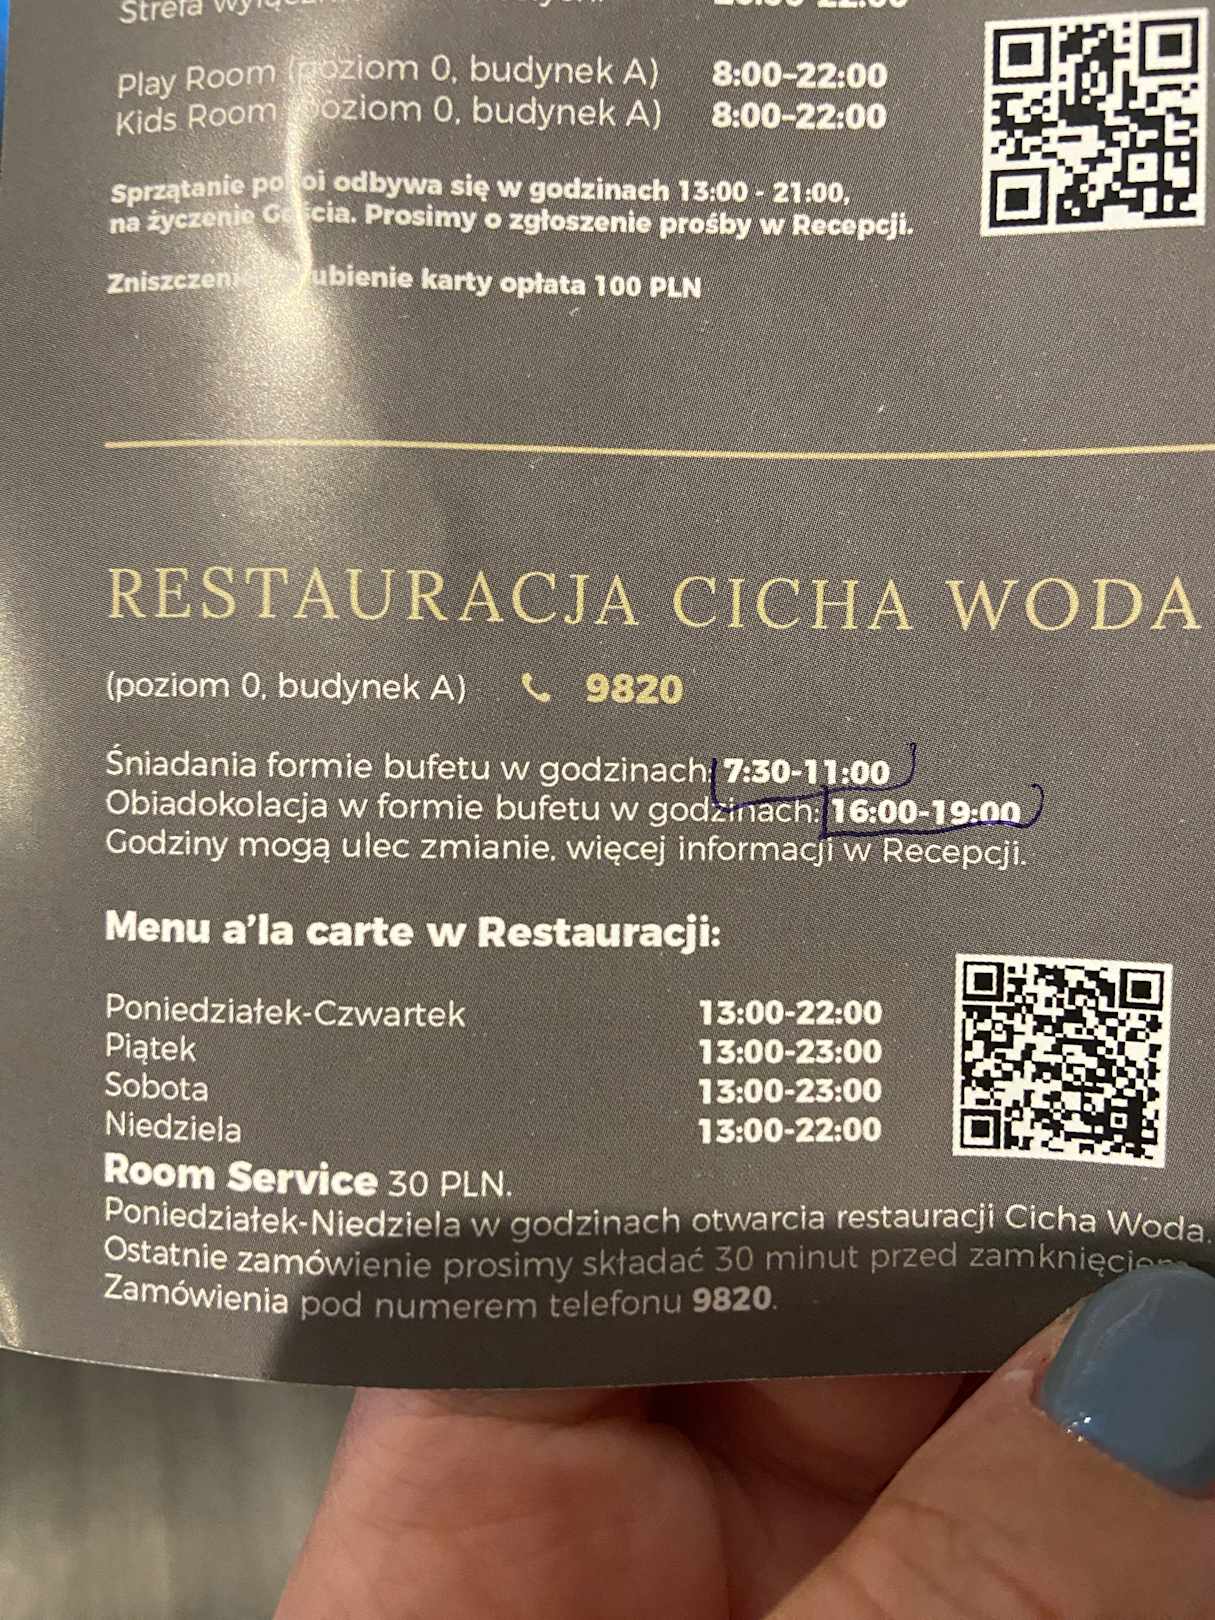 Strefa
Play Room (poziom 0, budynek A) 8:00–22:00
Kids Room (poziom 0, budynek A) 8:00–22:00
Sprzątanie pokoi odbywa się w godzinach 13:00 - 21:00,
na życzenie Gościa. Prosimy o zgłoszenie prośby w Recepcji.
karty opłata 100 PLN
RESTAURACJA CICHA WODA
(poziom 0, budynek A) 9820
Śniadania formie bufetu w godzinach: 7:30-11:00
Obiadokolacja w formie bufetu w godzinach: 16:00-19:00
Godziny mogą ulec zmianie, więcej informacji w Recepcji.
Menu a’la carte w Restauracji:
Poniedziałek-Czwartek 13:00-22:00
Piątek 13:00-23:00
Sobota 13:00-23:00
Niedziela 13:00-22:00
Room Service 30 PLN.
Poniedziałek-Niedziela w godzinach otwarcia restauracji Cicha Woda.
Ostatnie zamówienie prosimy składać 30 minut przed
Zamówienia pod numerem telefonu 9820.